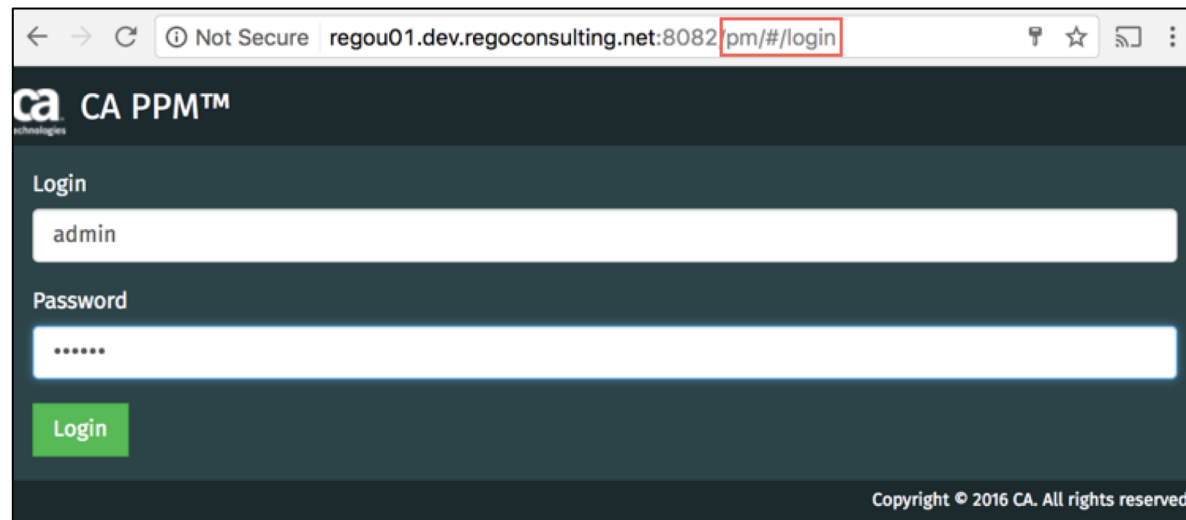 Not Secure regou01.dev.regoconsulting.net:8082/pm/#/login
ca technologies CA PPM™
Login
admin
Password
••••••
Login
Copyright © 2016 CA. All rights reserved